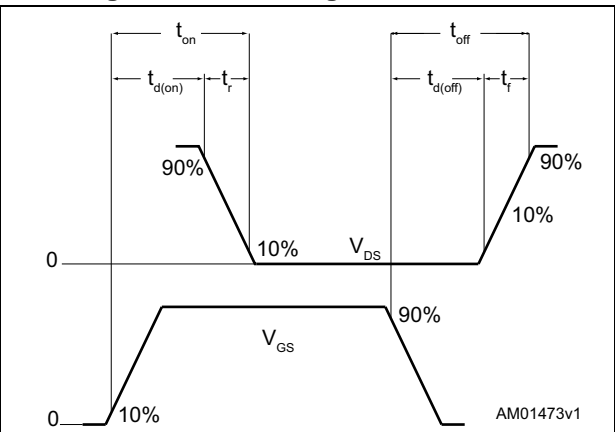 t_on t_off
t_d(on) t_r t_d(off) t_f
90% 90%
10%
10% V_DS
0
90%
V_GS
0 10% AM01473v1